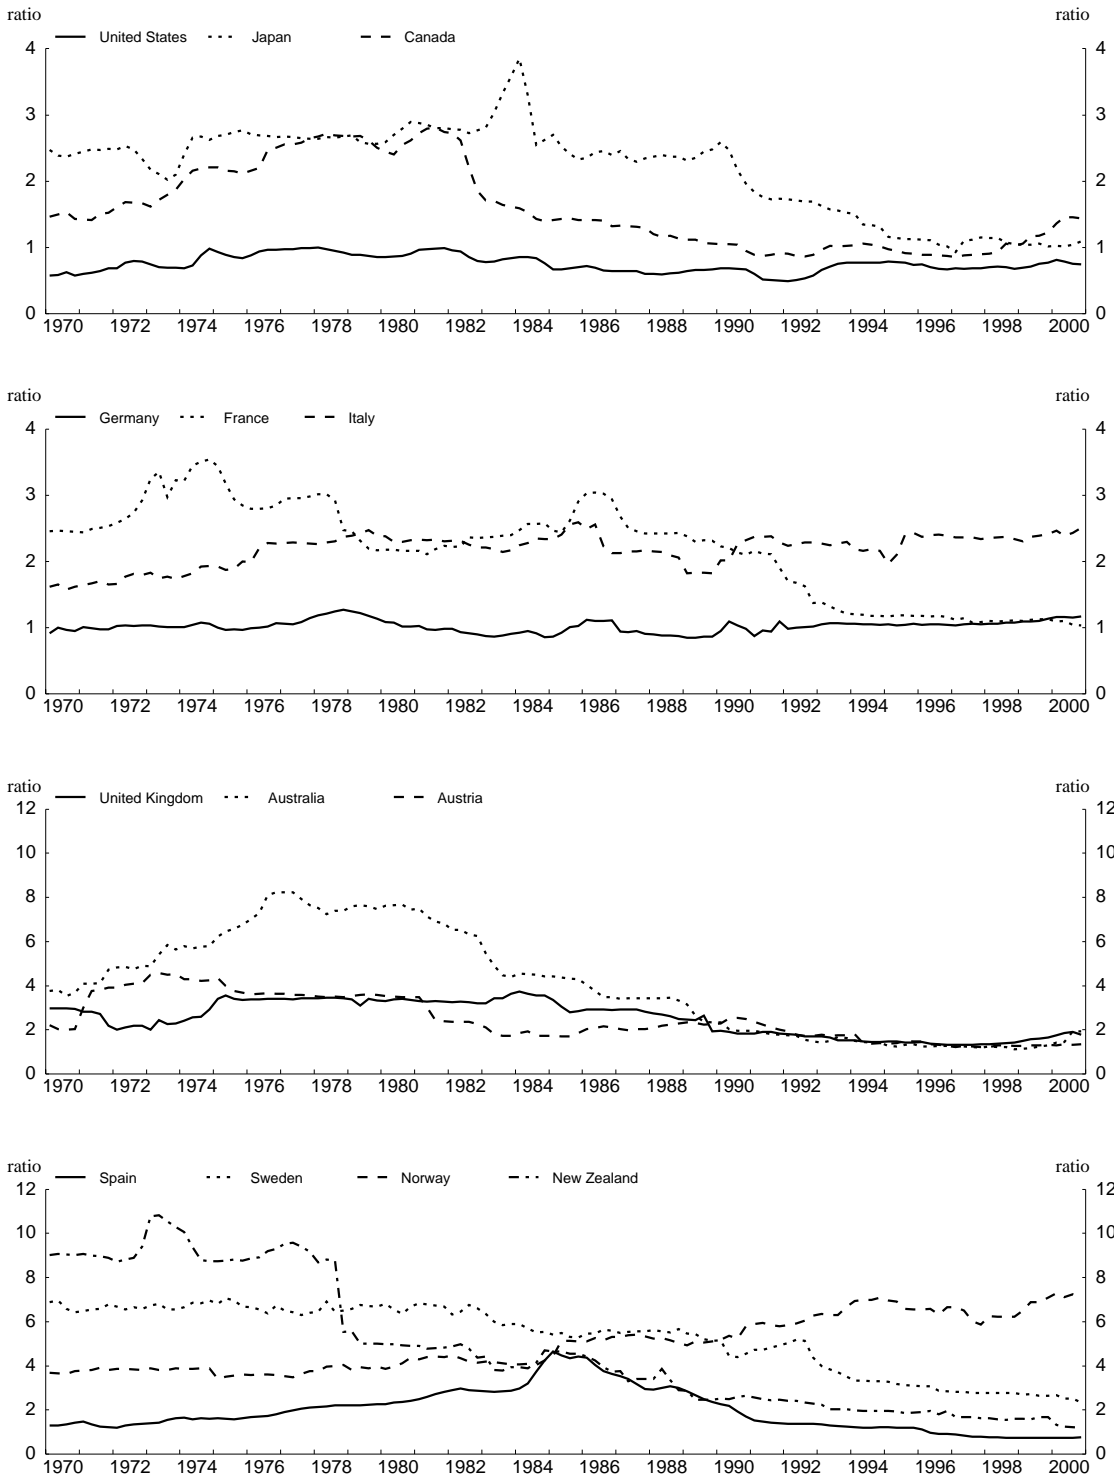 ratio ratio
United States Japan Canada
4 4
3 3
2 2
1 1
0 0
1970 1972 1974 1976 1978 1980 1982 1984 1986 1988 1990 1992 1994 1996 1998 2000
ratio ratio
Germany France Italy
4 4
3 3
2 2
1 1
0 0
1970 1972 1974 1976 1978 1980 1982 1984 1986 1988 1990 1992 1994 1996 1998 2000
ratio ratio
United Kingdom Australia Austria
12 12
10 10
8 8
6 6
4 4
2 2
0 0
1970 1972 1974 1976 1978 1980 1982 1984 1986 1988 1990 1992 1994 1996 1998 2000
ratio ratio
Spain Sweden Norway New Zealand
12 12
10 10
8 8
6 6
4 4
2 2
0 0
1970 1972 1974 1976 1978 1980 1982 1984 1986 1988 1990 1992 1994 1996 1998 2000